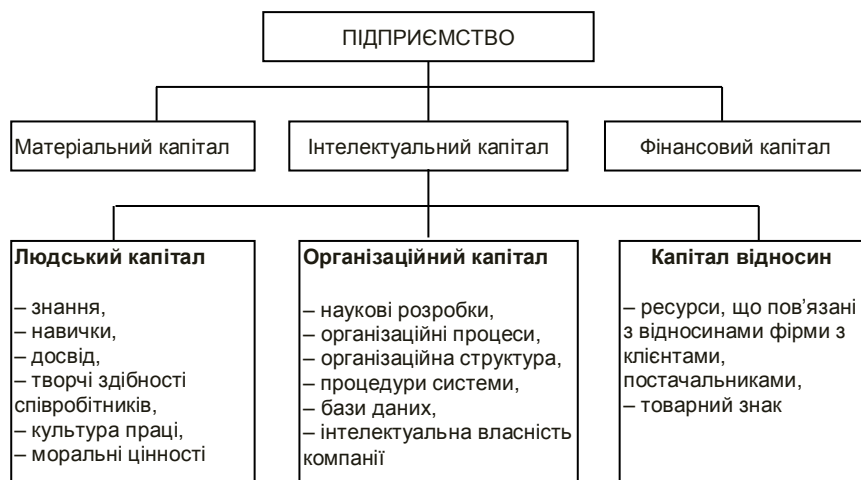 ПІДПРИЄМСТВО
Матеріальний капітал
Інтелектуальний капітал
Фінансовий капітал
Людський капітал
– знання,
– навички,
– досвід,
– творчі здібності
співробітників,
– культура праці,
– моральні цінності
Організаційний капітал
– наукові розробки,
– організаційні процеси,
– організаційна структура,
– процедури системи,
– бази даних,
– інтелектуальна власність
компанії
Капітал відносин
– ресурси, що пов’язані
з відносинами фірми з
клієнтами,
постачальниками,
– товарний знак